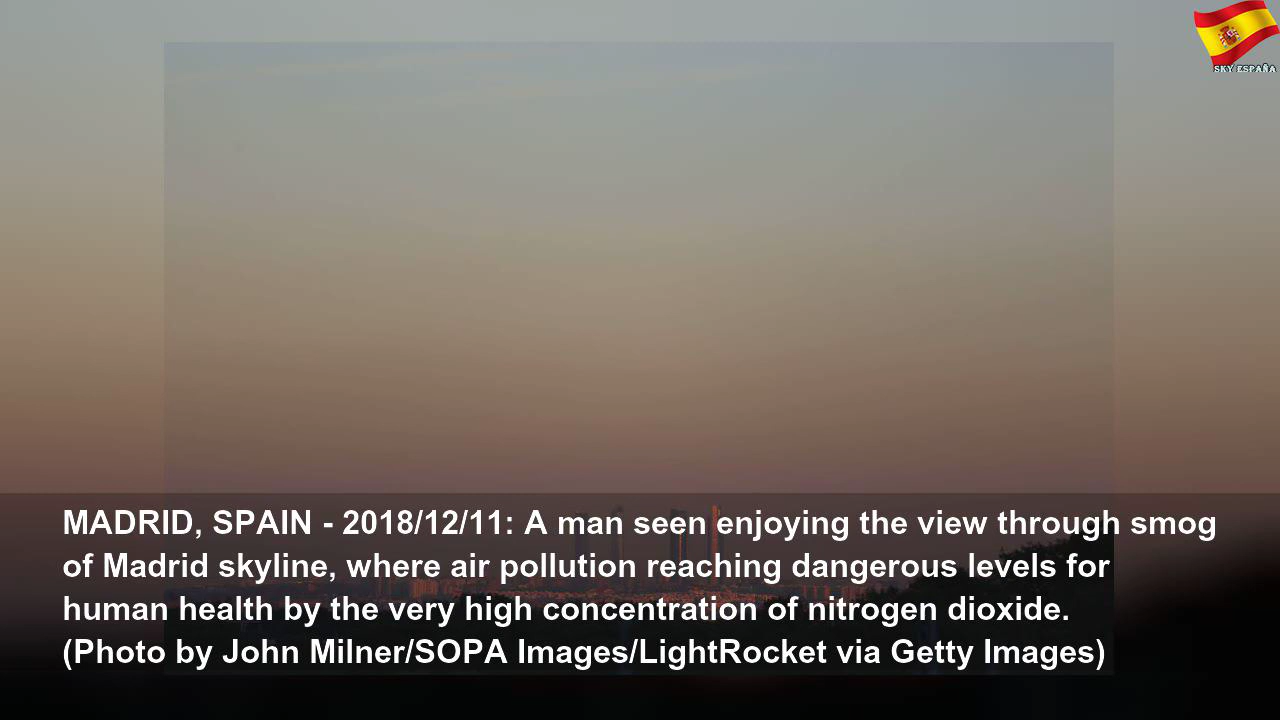 SKY ESPAÑA
MADRID, SPAIN - 2018/12/11: A man seen enjoying the view through smog
of Madrid skyline, where air pollution reaching dangerous levels for
human health by the very high concentration of nitrogen dioxide.
(Photo by John Milner/SOPA Images/LightRocket via Getty Images)